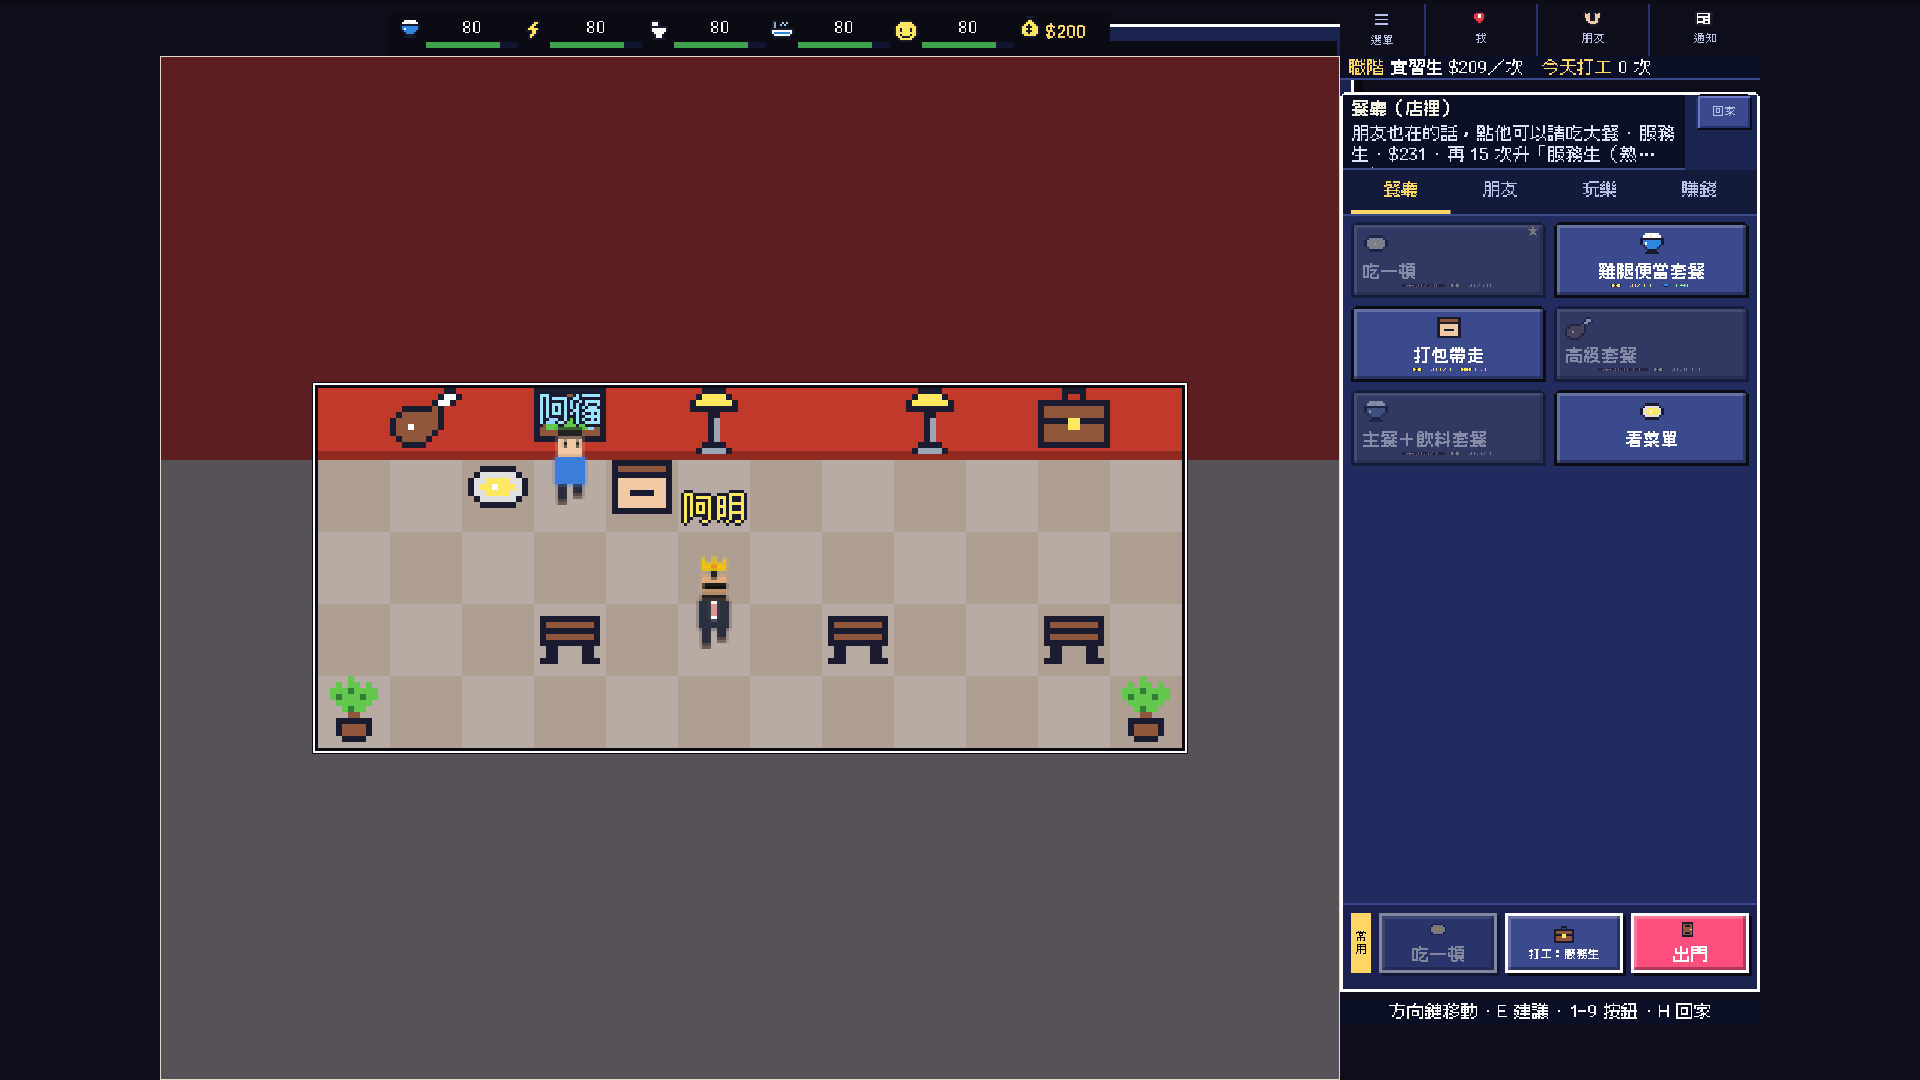 80
80
80
80
80
$200
選單
我
朋友
通知
職階 實習生 $209／次 今天打工 0 次
餐廳（店裡）
回家
朋友也在的話，點他可以請吃大餐·服務
生·$231·再 15 次升「服務生（熟…
餐廳
朋友
玩樂
賺錢
吃一頓
雞腿便當套餐
打包帶走
高級套餐
主餐＋飲料套餐
看菜單
阿福
阿明
常用
吃一頓
打工：服務生
出門
方向鍵移動·E 建議·1-9 按鈕·H 回家